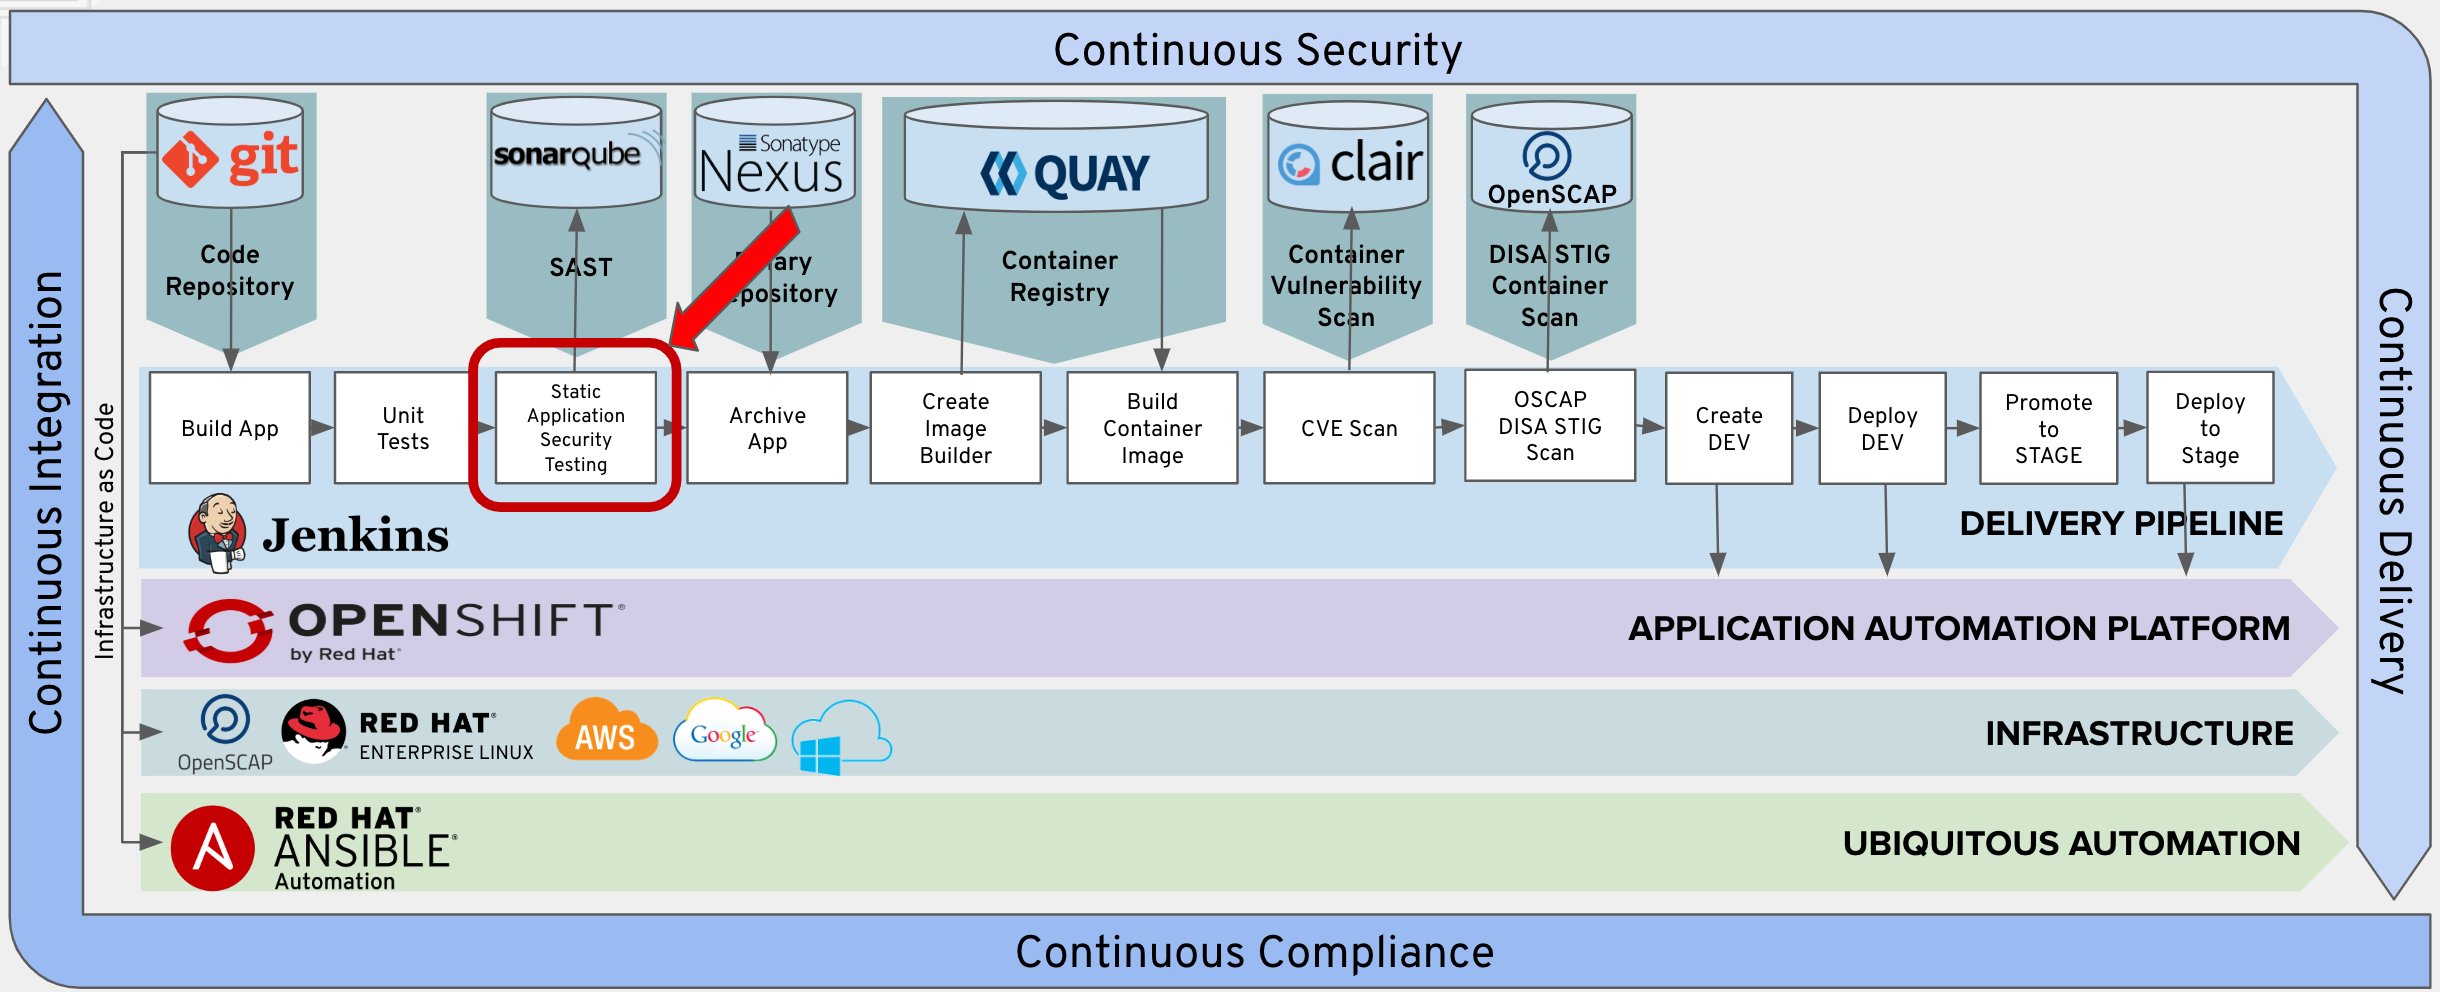 Continuous Security
git
sonarqube
Sonatype
Nexus
QUAY
clair
OpenSCAP
Code
Repository
SAST
ary
pository
Container
Registry
Container
Vulnerability
Scan
DISA STIG
Container
Scan
Build App
Unit
Tests
Static
Application
Security
Testing
Archive
App
Create
Image
Builder
Build
Container
Image
CVE Scan
OSCAP
DISA STIG
Scan
Create
DEV
Deploy
DEV
Promote
to
STAGE
Deploy
to
Stage
Jenkins
DELIVERY PIPELINE
OPENSHIFT®
by Red Hat®
APPLICATION AUTOMATION PLATFORM
OpenSCAP
RED HAT®
ENTERPRISE LINUX
AWS
Google
INFRASTRUCTURE
RED HAT®
ANSIBLE®
Automation
UBIQUITOUS AUTOMATION
Continuous Integration
Infrastructure as Code
Continuous Delivery
Continuous Compliance